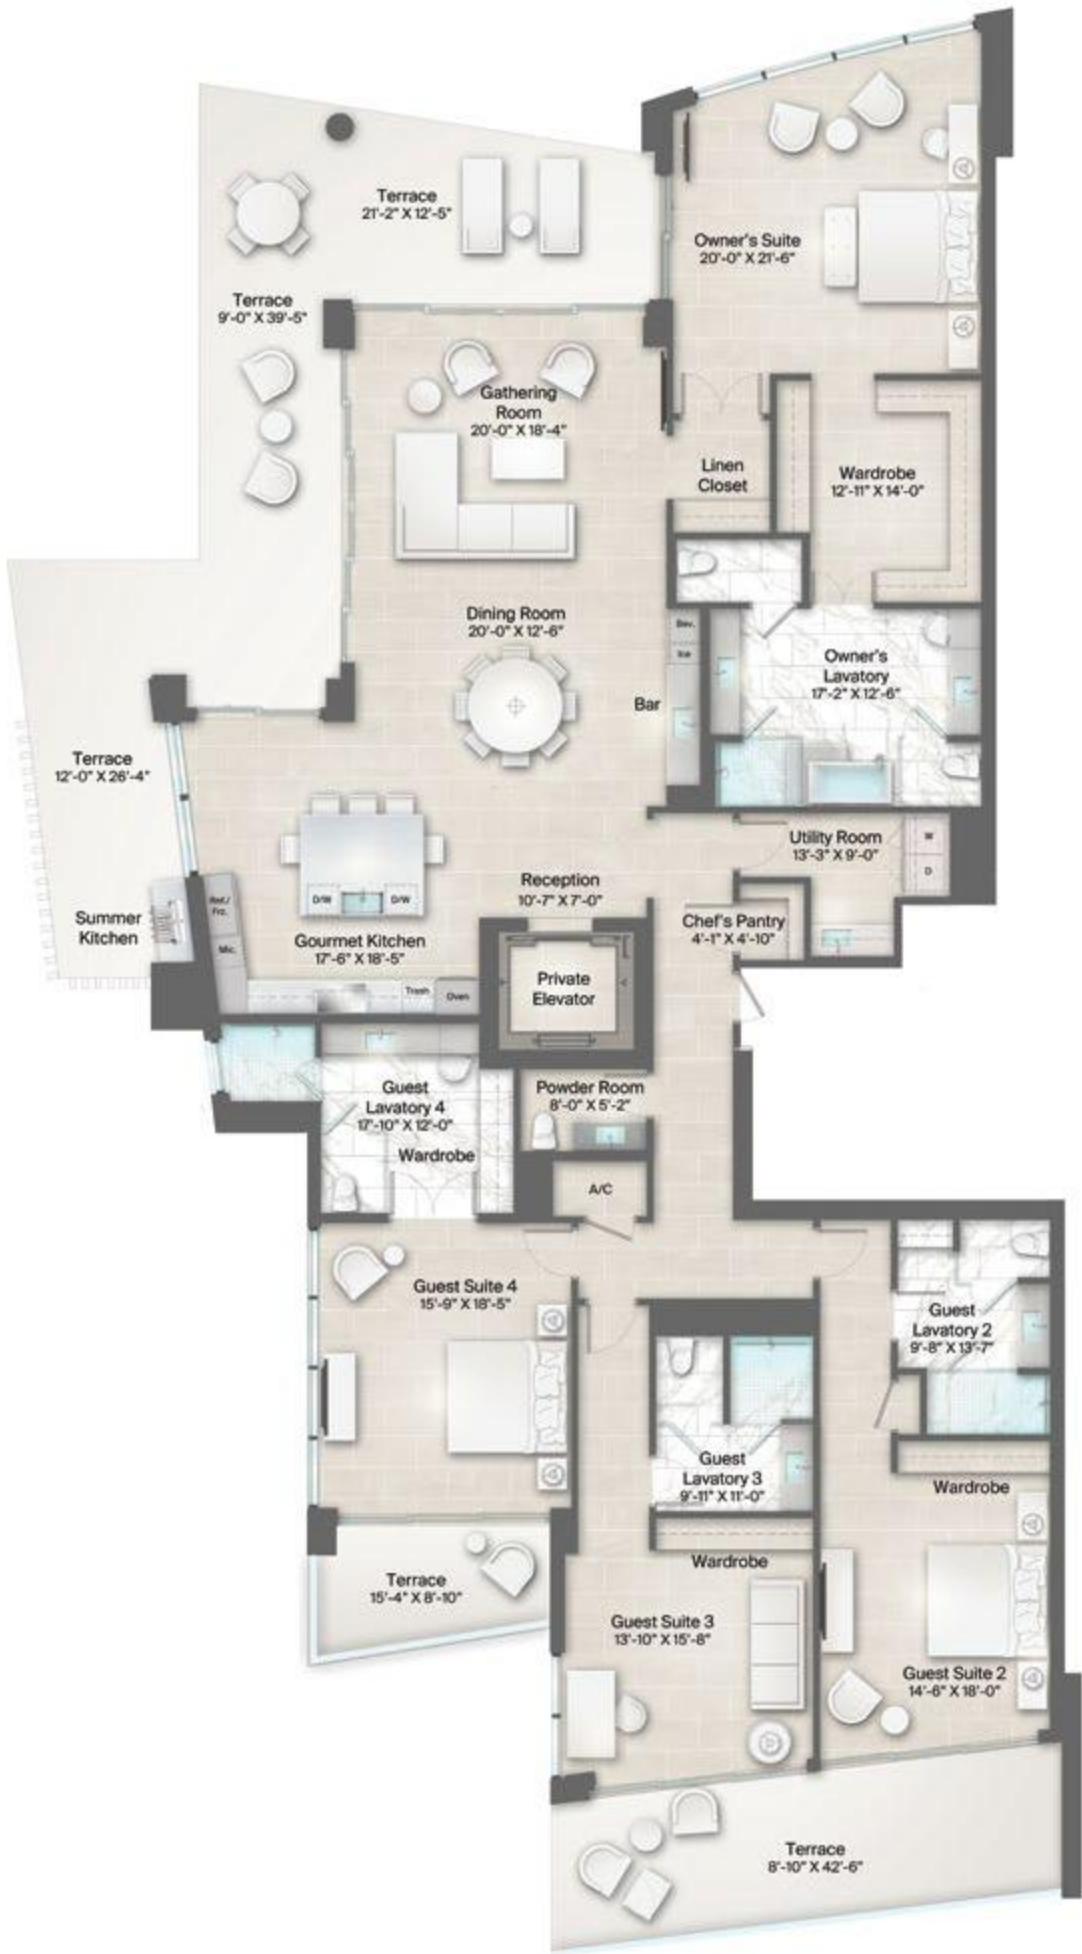 Terrace
21'-2" X 12'-5"
Terrace
9'-0" X 39'-5"
Owner's Suite
20'-0" X 21'-6"
Gathering
Room
20'-0" X 18'-4"
Linen
Closet
Wardrobe
12'-11" X 14'-0"
Dining Room
20'-0" X 12'-6"
Bev.
Ice
Bar
Owner's
Lavatory
17'-2" X 12'-6"
Terrace
12'-0" X 26'-4"
Utility Room
13'-3" X 9'-0"
W
D
Reception
10'-7" X 7'-0"
D/W
D/W
Ref./
Frz.
Mic.
Summer
Kitchen
Chef's Pantry
4'-1" X 4'-10"
Gourmet Kitchen
17'-6" X 18'-5"
Trash
Oven
Private
Elevator
Guest
Lavatory 4
17'-10" X 12'-0"
Wardrobe
Powder Room
8'-0" X 5'-2"
A/C
Guest Suite 4
15'-9" X 18'-5"
Guest
Lavatory 2
9'-8" X 13'-7"
Guest
Lavatory 3
9'-11" X 11'-0"
Wardrobe
Wardrobe
Terrace
15'-4" X 8'-10"
Guest Suite 3
13'-10" X 15'-8"
Guest Suite 2
14'-6" X 18'-0"
Terrace
8'-10" X 42'-6"